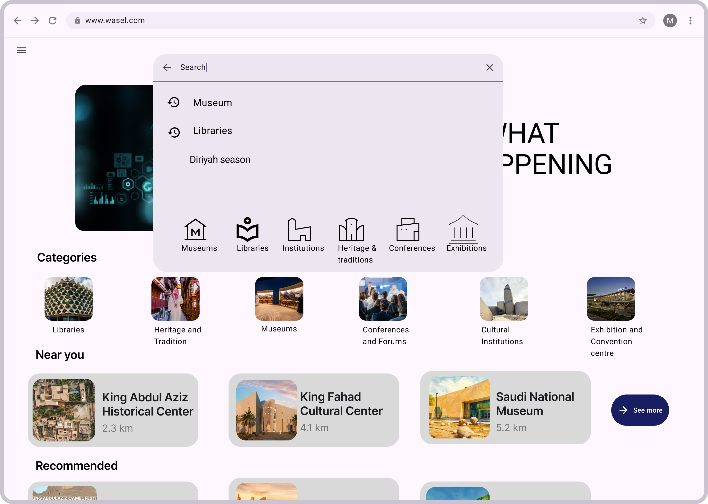 www.wasel.com
M
Search
Museum
Libraries
Diriyah season
WHAT
PPENING
M
Museums
Libraries
Institutions
Heritage &
traditions
Conferences
Exhibitions
Categories
Libraries
Heritage and
Tradition
Museums
Conferences
and Forums
Cultural
Institutions
Exhibition and
Convention
centre
Near you
King Abdul Aziz
Historical Center
2.3 km
King Fahad
Cultural Center
4.1 km
Saudi National
Museum
5.2 km
See more
Recommended